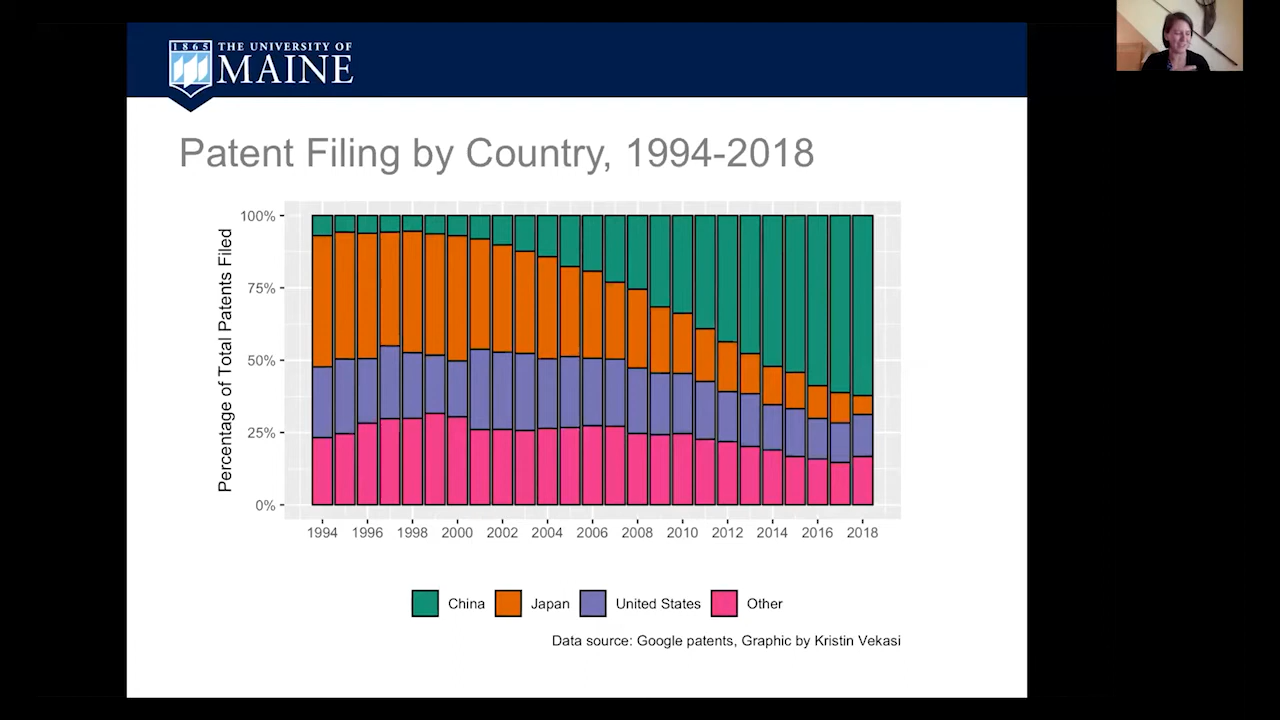 1865 THE UNIVERSITY OF
MAINE
Patent Filing by Country, 1994-2018
Percentage of Total Patents Filed
100%
75%
50%
25%
0%
1994 1996 1998 2000 2002 2004 2006 2008 2010 2012 2014 2016 2018
China Japan United States Other
Data source: Google patents, Graphic by Kristin Vekasi